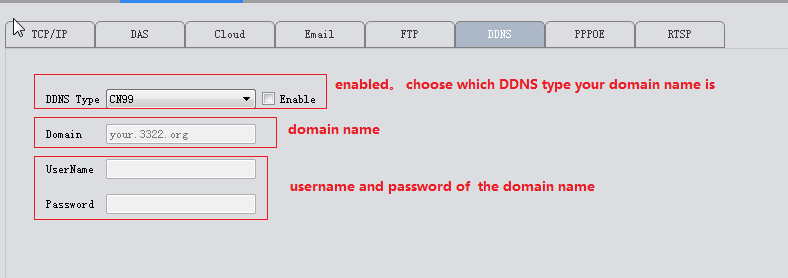 TCP/IP DAS Cloud Email FTP DDNS PPPOE RTSP
enabled。 choose which DDNS type your domain name is
DDNS Type CN99 Enable
domain name
Domain your.3322.org
UserName
username and password of the domain name
Password